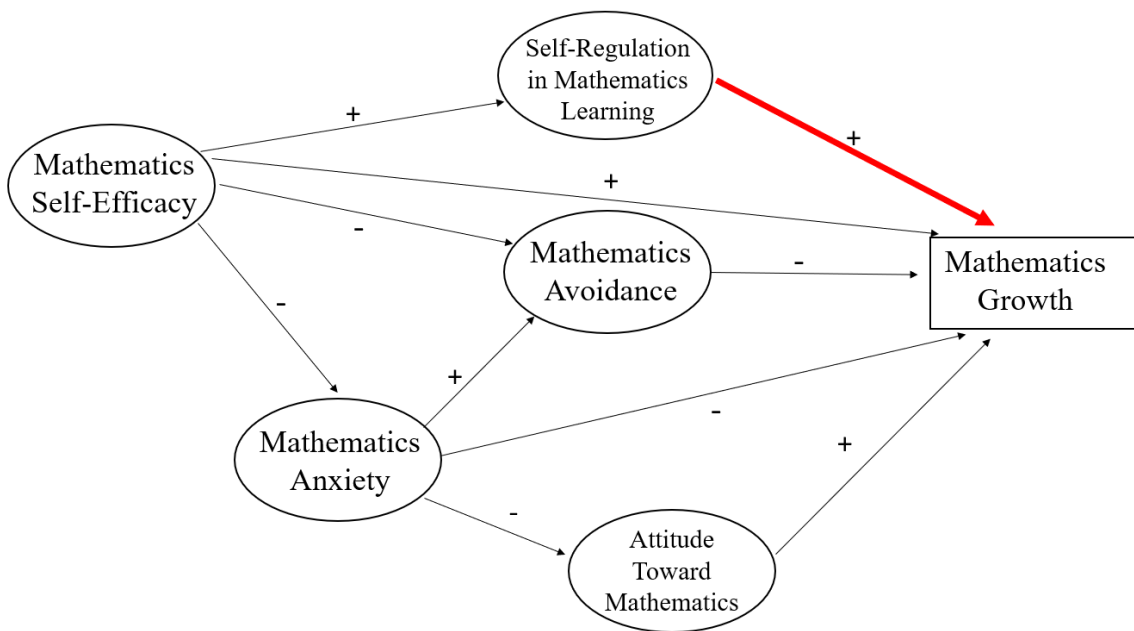 Self-Regulation
in Mathematics
Learning
+
+
Mathematics
Self-Efficacy
+
-
Mathematics
Avoidance
-
Mathematics
Growth
-
+
-
Mathematics
Anxiety
+
-
Attitude
Toward
Mathematics